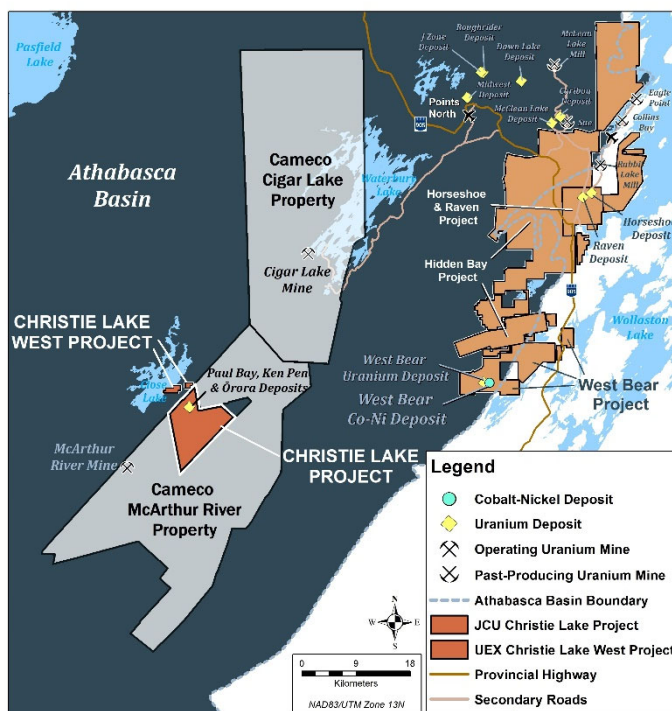 Pasfield
Lake
Athabasca
Basin
Roughrider
Deposit
J Zone
Deposit
Dawn Lake
Deposit
McLean Lake
Mill
Midwest Deposit
Points
North
McClean Lake
Deposit
Caribou
Deposit
Sue
Eagle
Point
Collins
Bay
Rabbit
Lake
Mill
905
Cameco
Cigar Lake
Property
Waterbury
Lake
Cigar Lake
Mine
Horseshoe
& Raven
Project
Horseshoe
Deposit
Raven
Deposit
Hidden Bay
Project
905
Wollaston
Lake
CHRISTIE LAKE
WEST PROJECT
Close
Lake
Paul Bay, Ken Pen
& Ōrora Deposits
West Bear
Uranium Deposit
West Bear
Co-Ni Deposit
West Bear
Project
McArthur
River Mine
CHRISTIE LAKE
PROJECT
Cameco
McArthur River
Property
Legend
Cobalt-Nickel Deposit
Uranium Deposit
Operating Uranium Mine
Past-Producing Uranium Mine
Athabasca Basin Boundary
JCU Christie Lake Project
UEX Christie Lake West Project
Provincial Highway
Secondary Roads
N
W
E
S
0 9 18
Kilometers
NAD83/UTM Zone 13N